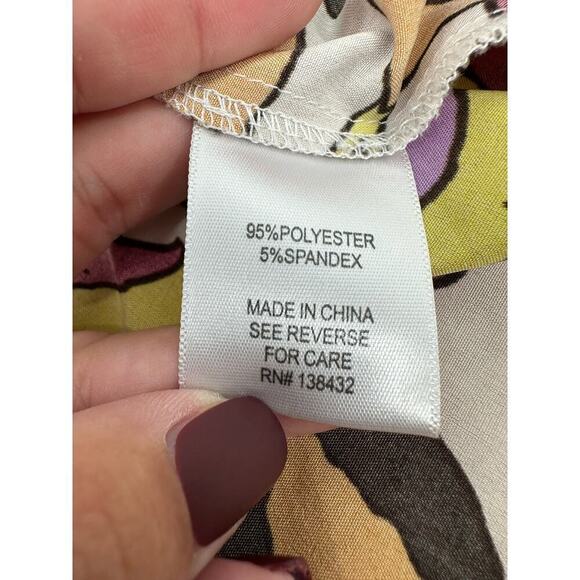 95%POLYESTER
5%SPANDEX
MADE IN CHINA
SEE REVERSE
FOR CARE
RN# 138432